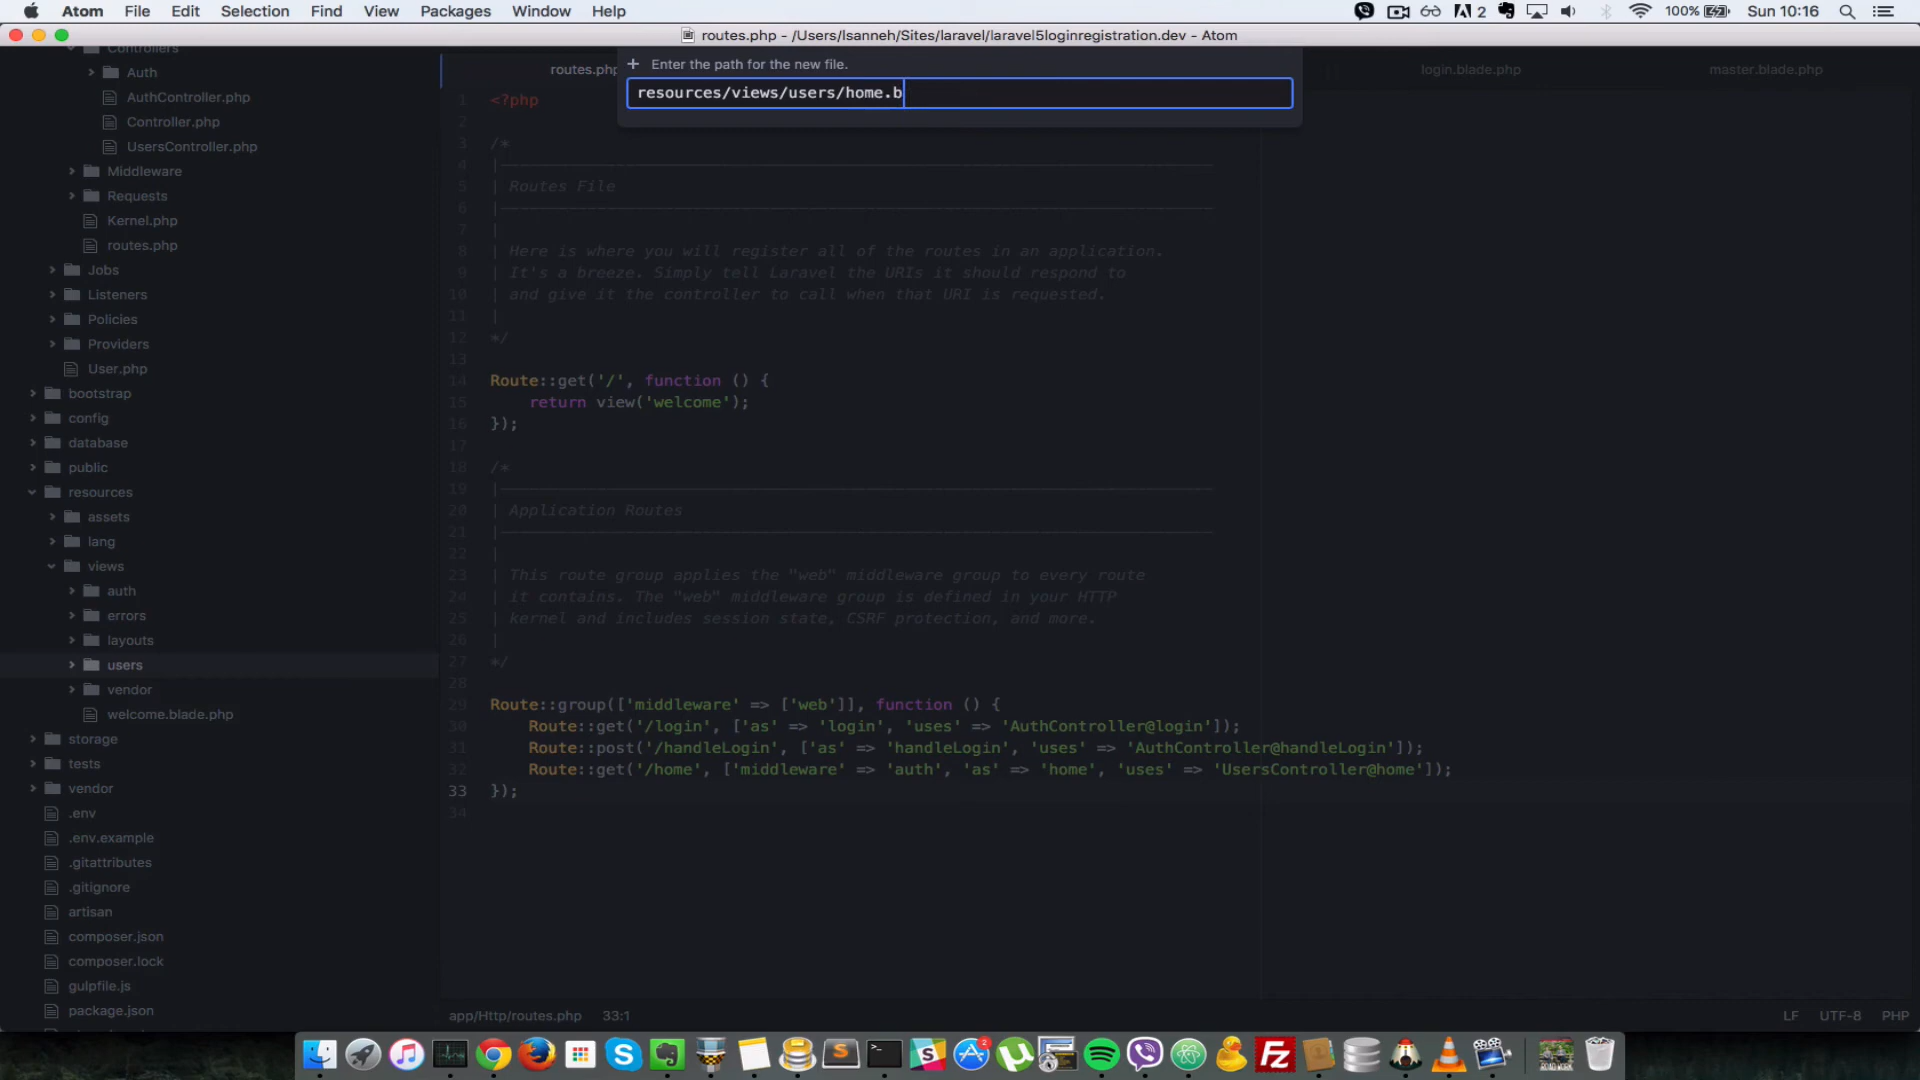 Atom File Edit Selection Find View Packages Window Help 2 100% Sun 10:16
routes.php - /Users/lsanneh/Sites/laravel/laravel5loginregistration.dev - Atom
Controllers
Auth
AuthController.php
Controller.php
UsersController.php
Middleware
Requests
Kernel.php
routes.php
Jobs
Listeners
Policies
Providers
User.php
bootstrap
config
database
public
resources
assets
lang
views
auth
errors
layouts
users
vendor
welcome.blade.php
storage
tests
vendor
.env
.env.example
.gitattributes
.gitignore
artisan
composer.json
composer.lock
gulpfile.js
package.json
routes.php login.blade.php master.blade.php
+ Enter the path for the new file.
resources/views/users/home.b
1 <?php
2
3 /*
4 |
5 | Routes File
6 |
7 |
8 | Here is where you will register all of the routes in an application.
9 | It's a breeze. Simply tell Laravel the URIs it should respond to
10 | and give it the controller to call when that URI is requested.
11 |
12 */
13
14 Route::get('/', function () {
15 return view('welcome');
16 });
17
18 /*
19 |
20 | Application Routes
21 |
22 |
23 | This route group applies the "web" middleware group to every route
24 | it contains. The "web" middleware group is defined in your HTTP
25 | kernel and includes session state, CSRF protection, and more.
26 |
27 */
28
29 Route::group(['middleware' => ['web']], function () {
30 Route::get('/login', ['as' => 'login', 'uses' => 'AuthController@login']);
31 Route::post('/handleLogin', ['as' => 'handleLogin', 'uses' => 'AuthController@handleLogin']);
32 Route::get('/home', ['middleware' => 'auth', 'as' => 'home', 'uses' => 'UsersController@home']);
33 });
34
app/Http/routes.php 33:1 LF UTF-8 PHP